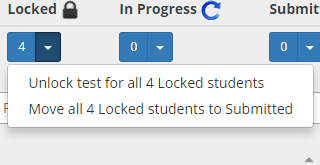 Locked In Progress Submit
4 0 0
Unlock test for all 4 Locked students
Move all 4 Locked students to Submitted